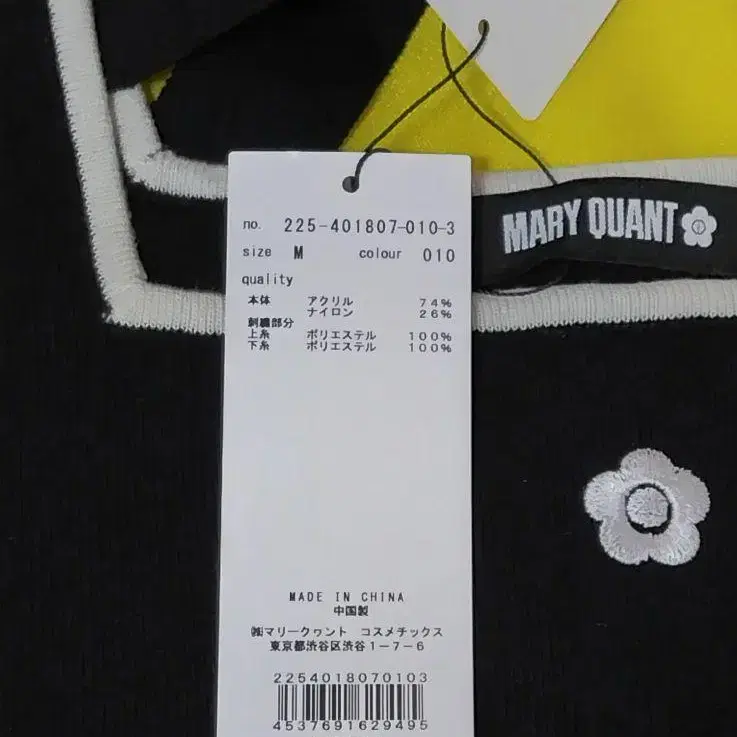 no. 225-401807-010-3
size M colour 010
quality
本体 アクリル 74%
ナイロン 26%
刺繍部分
上糸 ポリエステル 100%
下糸 ポリエステル 100%
MARY QUANT
MADE IN CHINA
中国製
㈱マリークヮント コスメチックス
東京都渋谷区渋谷1-7-6
2254018070103
4537691629495